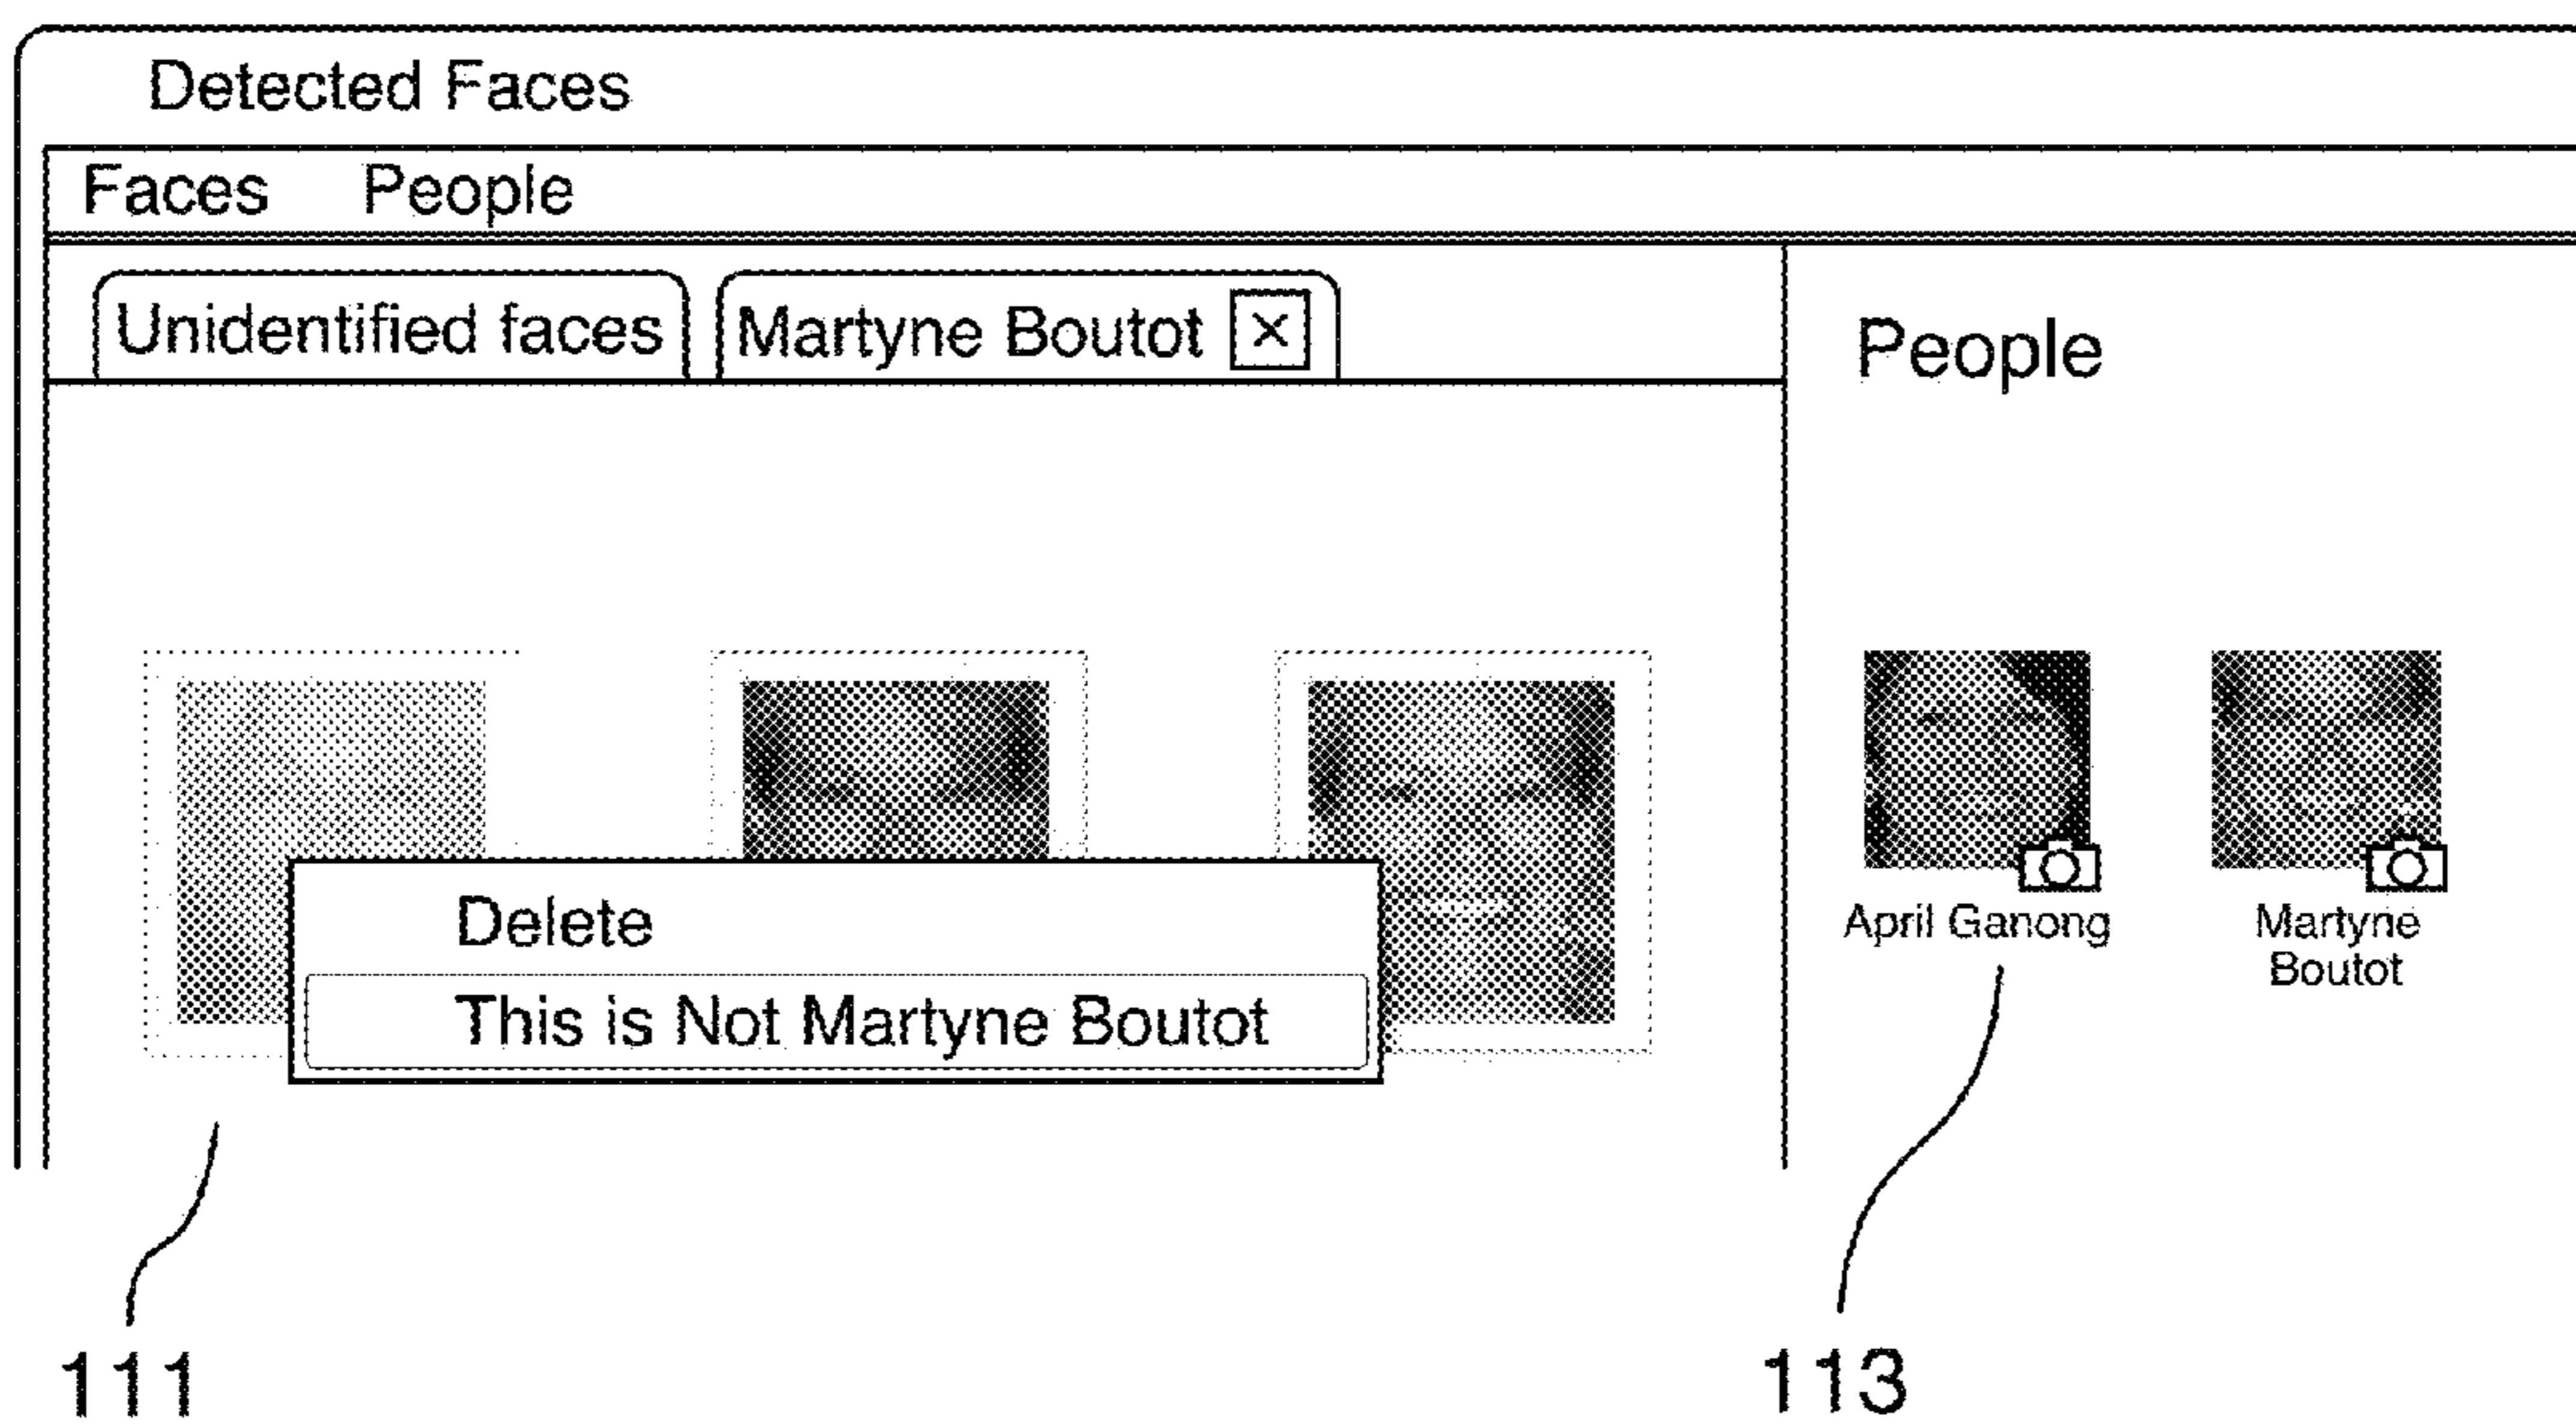 Detected Faces
Faces People
Unidentified faces Martyne Boutot X
People
Delete
This is Not Martyne Boutot
April Ganong
Martyne
Boutot
111
113